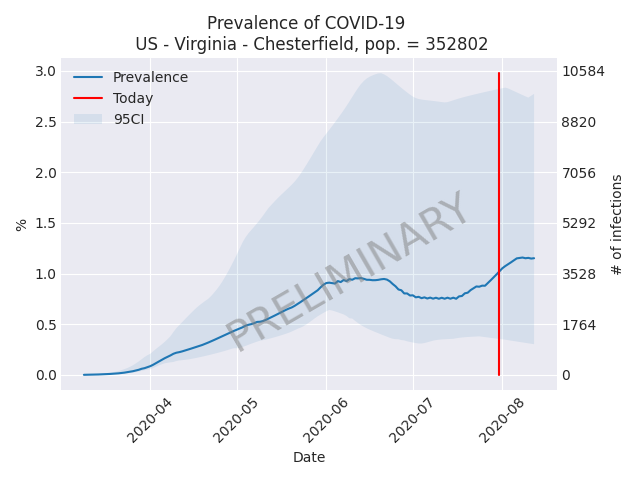 Prevalence of COVID-19
US - Virginia - Chesterfield, pop. = 352802
Prevalence
Today
95CI
3.0
2.5
2.0
1.5
1.0
0.5
0.0
%
10584
8820
7056
5292
3528
1764
0
# of infections
PRELIMINARY
2020-04
2020-05
2020-06
2020-07
2020-08
Date